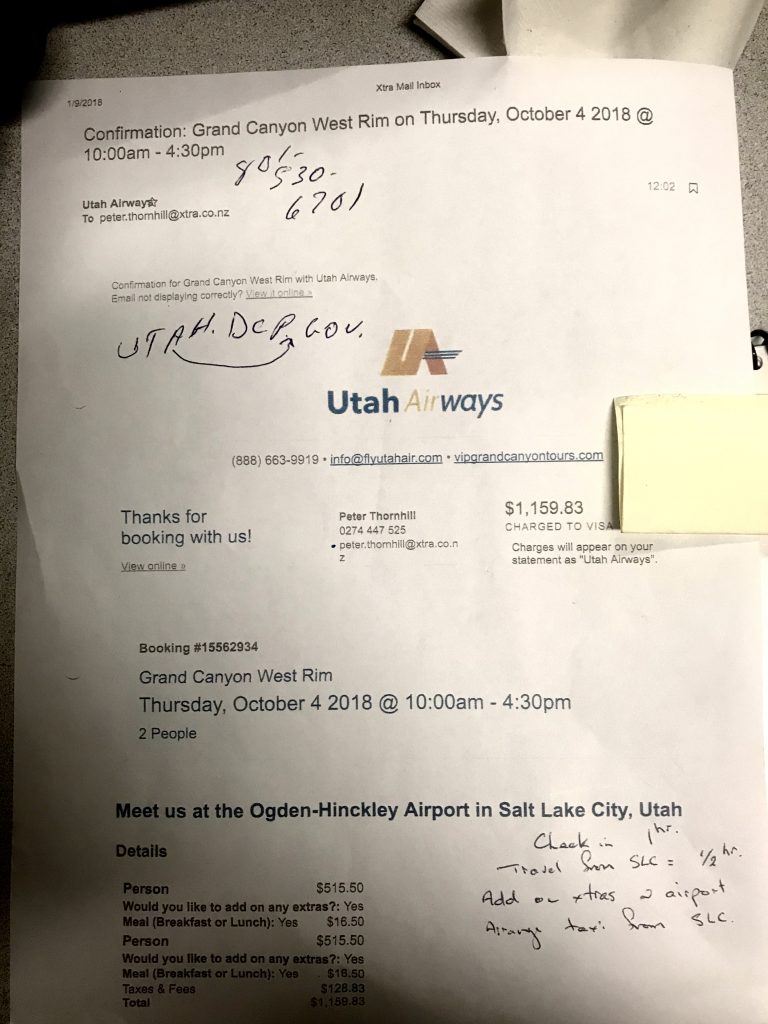 Xtra Mail Inbox
1/9/2018
Confirmation: Grand Canyon West Rim on Thursday, October 4 2018 @
10:00am - 4:30pm
801-
530-
6701
12:02
Utah Airways
To peter.thornhill@xtra.co.nz
Confirmation for Grand Canyon West Rim with Utah Airways.
Email not displaying correctly? View it online »
UTAH. DCP. GOV.
UA
Utah Airways
(888) 663-9919 • info@flyutahair.com • vipgrandcanyontours.com
Thanks for
booking with us!
View online »
Peter Thornhill
0274 447 525
peter.thornhill@xtra.co.n
z
$1,159.83
CHARGED TO VISA
Charges will appear on your
statement as "Utah Airways".
Booking #15562934
Grand Canyon West Rim
Thursday, October 4 2018 @ 10:00am - 4:30pm
2 People
Meet us at the Ogden-Hinckley Airport in Salt Lake City, Utah
Check in 1 hr.
Travel from SLC = 1/2 hr.
Add on xtras @ airport
Arrange taxi from SLC.
Details
Person $515.50
Would you like to add on any extras?: Yes
Meal (Breakfast or Lunch): Yes $16.50
Person $515.50
Would you like to add on any extras?: Yes
Meal (Breakfast or Lunch): Yes $16.50
Taxes & Fees $128.83
Total $1,159.83